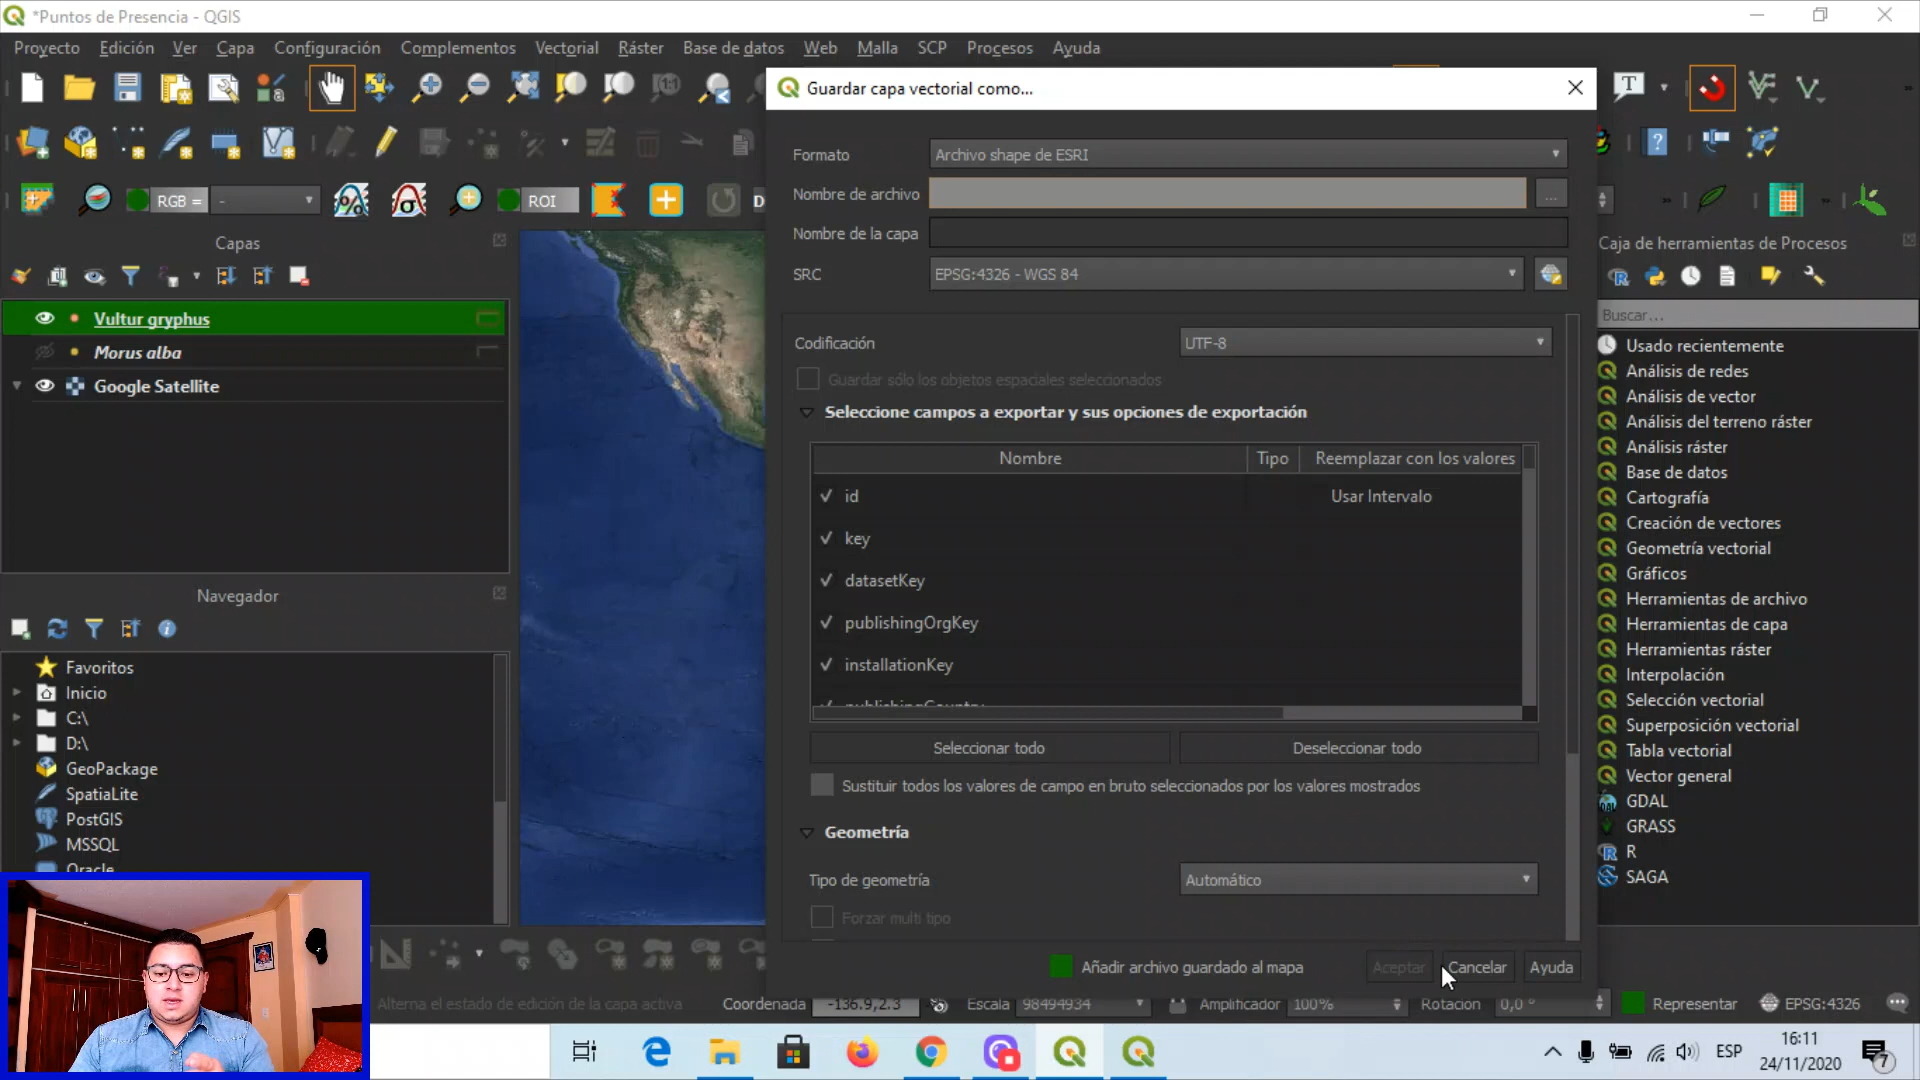 *Puntos de Presencia - QGIS
Proyecto Edición Ver Capa Configuración Complementos Vectorial Ráster Base de datos Web Malla SCP Procesos Ayuda
Guardar capa vectorial como...
Formato Archivo shape de ESRI
Nombre de archivo ...
Nombre de la capa
SRC EPSG:4326 - WGS 84
RGB = - ROI D
Capas
Vultur gryphus
Morus alba
Google Satellite
Codificación UTF-8
Guardar sólo los objetos espaciales seleccionados
Seleccione campos a exportar y sus opciones de exportación
Nombre Tipo Reemplazar con los valores
id Usar Intervalo
key
datasetKey
publishingOrgKey
installationKey
publishingCountry
Seleccionar todo Deseleccionar todo
Sustituir todos los valores de campo en bruto seleccionados por los valores mostrados
Geometría
Tipo de geometría Automático
Forzar multi tipo
Añadir archivo guardado al mapa Aceptar Cancelar Ayuda
Caja de herramientas de Procesos
Buscar...
Usado recientemente
Análisis de redes
Análisis de vector
Análisis del terreno ráster
Análisis ráster
Base de datos
Cartografía
Creación de vectores
Geometría vectorial
Gráficos
Herramientas de archivo
Herramientas de capa
Herramientas ráster
Interpolación
Selección vectorial
Superposición vectorial
Tabla vectorial
Vector general
GDAL
GRASS
R
SAGA
Navegador
Favoritos
Inicio
C:\
D:\
GeoPackage
SpatiaLite
PostGIS
MSSQL
Oracle
Alterna el estado de edición de la capa activa Coordenada -136.9,2.3 Escala 98494934 Amplificador 100% Rotación 0,0 ° Representar EPSG:4326
ESP 16:11
24/11/2020 7